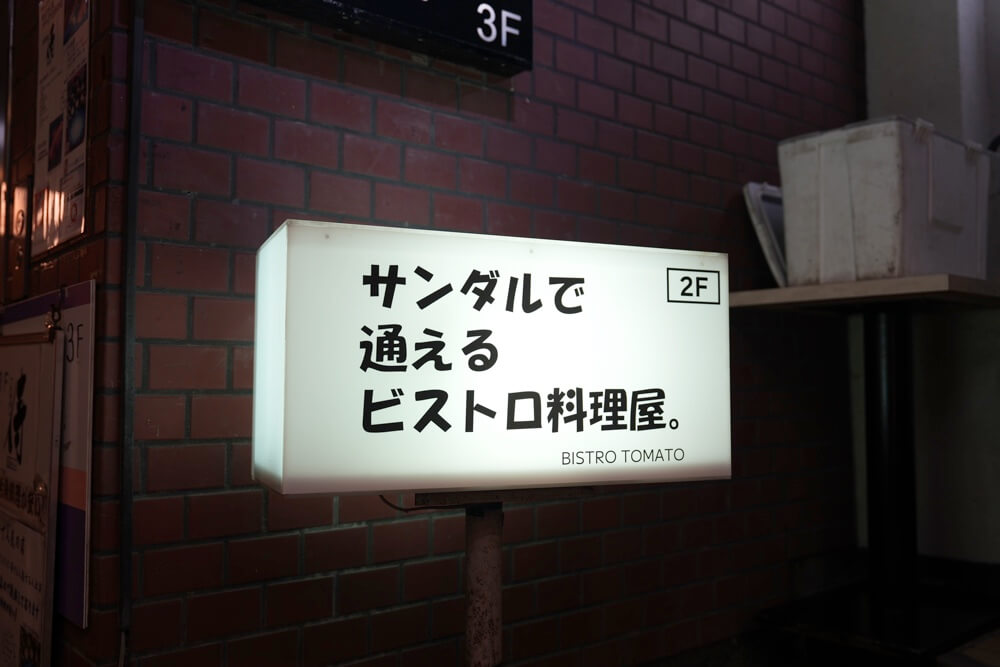 3F
サンダルで
2F
通える
ビストロ料理屋。
BISTRO TOMATO
3F